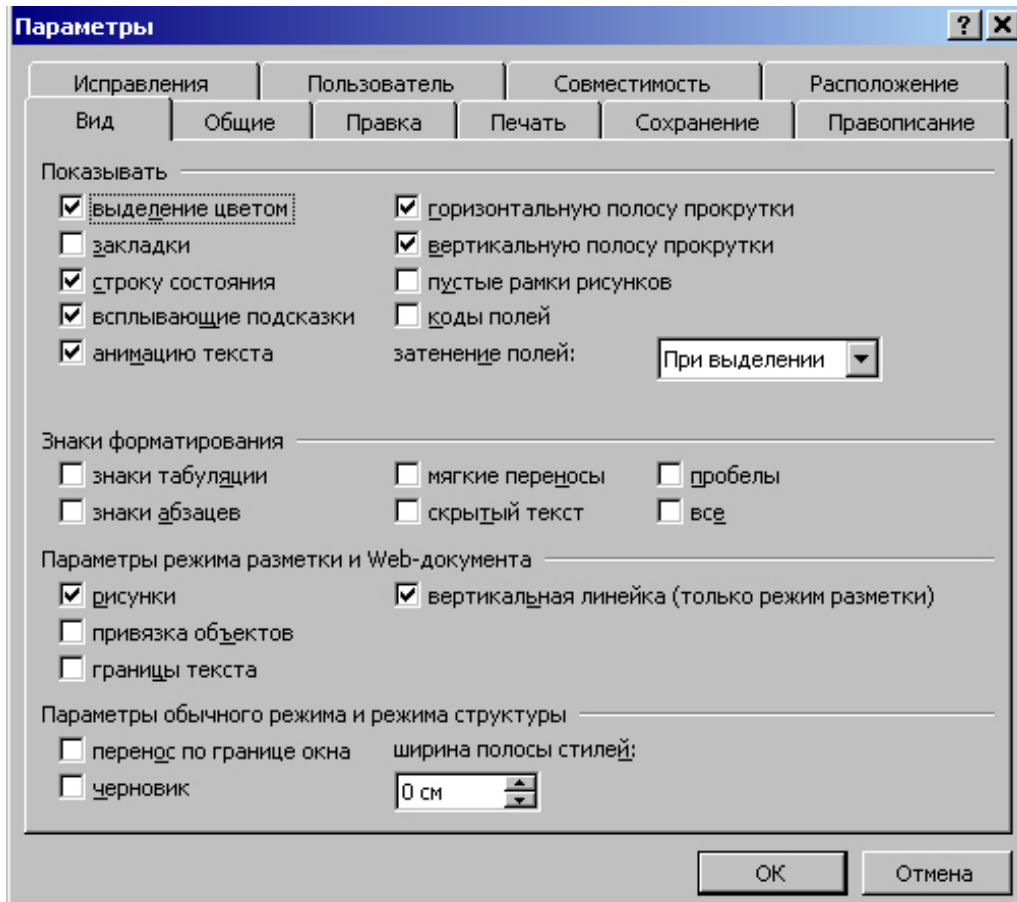 Параметры
Исправления Пользователь Совместимость Расположение
Вид Общие Правка Печать Сохранение Правописание
Показывать
выделение цветом горизонтальную полосу прокрутки
закладки вертикальную полосу прокрутки
строку состояния пустые рамки рисунков
всплывающие подсказки коды полей
анимацию текста затенение полей: При выделении
Знаки форматирования
знаки табуляции мягкие переносы пробелы
знаки абзацев скрытый текст все
Параметры режима разметки и Web-документа
рисунки вертикальная линейка (только режим разметки)
привязка объектов
границы текста
Параметры обычного режима и режима структуры
перенос по границе окна ширина полосы стилей:
черновик 0 см
ОК Отмена